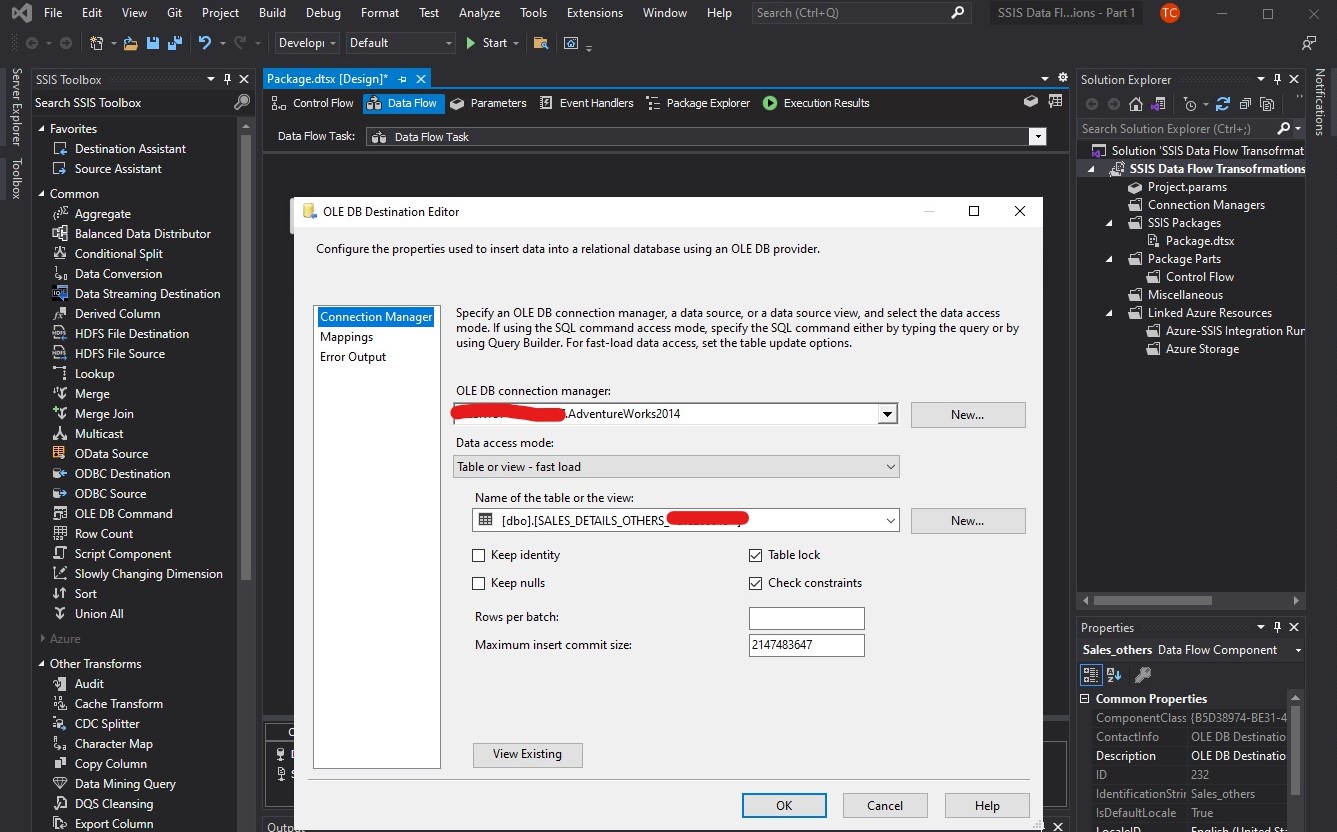 File Edit View Git Project Build Debug Format Test Analyze Tools Extensions Window Help Search (Ctrl+Q) SSIS Data Fl...ions - Part 1 TC
Developi Default Start
Server Explorer
Toolbox
SSIS Toolbox
Search SSIS Toolbox
Favorites
Destination Assistant
Source Assistant
Common
Aggregate
Balanced Data Distributor
Conditional Split
Data Conversion
Data Streaming Destination
Derived Column
HDFS File Destination
HDFS File Source
Lookup
Merge
Merge Join
Multicast
OData Source
ODBC Destination
ODBC Source
OLE DB Command
Row Count
Script Component
Slowly Changing Dimension
Sort
Union All
Azure
Other Transforms
Audit
Cache Transform
CDC Splitter
Character Map
Copy Column
Data Mining Query
DQS Cleansing
Export Column
Package.dtsx [Design]*
Control Flow Data Flow Parameters Event Handlers Package Explorer Execution Results
Data Flow Task: Data Flow Task
OLE DB Destination Editor
Configure the properties used to insert data into a relational database using an OLE DB provider.
Connection Manager
Mappings
Error Output
Specify an OLE DB connection manager, a data source, or a data source view, and select the data access
mode. If using the SQL command access mode, specify the SQL command either by typing the query or by
using Query Builder. For fast-load data access, set the table update options.
OLE DB connection manager:
.AdventureWorks2014 New...
Data access mode:
Table or view - fast load
Name of the table or the view:
[dbo].[SALES_DETAILS_OTHERS_ New...
Keep identity Table lock
Keep nulls Check constraints
Rows per batch:
Maximum insert commit size: 2147483647
View Existing
OK Cancel Help
Outpu
Solution Explorer
Search Solution Explorer (Ctrl+;)
Solution 'SSIS Data Flow Transofrmat
SSIS Data Flow Transofrmations
Project.params
Connection Managers
SSIS Packages
Package.dtsx
Package Parts
Control Flow
Miscellaneous
Linked Azure Resources
Azure-SSIS Integration Run
Azure Storage
Notifications
Properties
Sales_others Data Flow Component
Common Properties
ComponentClass {B5D38974-BE31-4
ContactInfo OLE DB Destinatio
Description OLE DB Destinatio
ID 232
IdentificationStrin Sales_others
IsDefaultLocale True
LocaleID English (United Sta